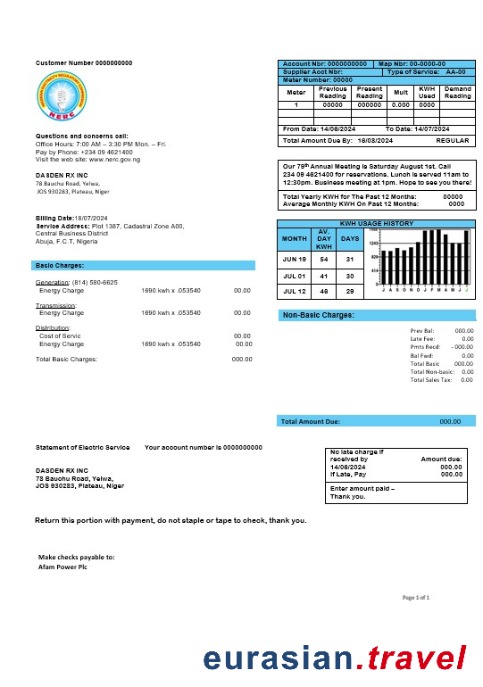 Customer Number 0000000000
NERC
Questions and concerns call:
Office Hours: 7:00 AM – 3:30 PM Mon. – Fri.
Pay by Phone: +234 09 4621400
Visit the web site: www.nerc.gov.ng
DASDEN RX INC
78 Bauchu Road, Yelwa,
JOS 930283, Plateau, Nigeria
Billing Date:18/07/2024
Service Address: Plot 1387, Cadastral Zone A00,
Central Business District
Abuja, F.C.T, Nigeria
Basic Charges:
Generation: (814) 580-6625
Energy Charge 1690 kwh x .053540 00.00
Transmission:
Energy Charge 1690 kwh x .053540 00.00
Distribution:
Cost of Servic 00.00
Energy Charge 1690 kwh x .053540 00.00
Total Basic Charges: 000.00
Account Nbr: 0000000000 Map Nbr: 00-0000-00
Supplier Acct Nbr: Type of Service: AA-00
Meter Number: 00000
Meter Previous Reading Present Reading Mult KWH Used Demand Reading
1 00000 000000 0.000 0000
From Date: 14/06/2024 To Date: 14/07/2024
Total Amount Due By: 16/08/2024 REGULAR
Our 76th Annual Meeting is Saturday August 1st. Call
234 09 4621400 for reservations. Lunch is served 11am to
12:30pm. Business meeting at 1pm. Hope to see you there!
Total Yearly KWH for The Past 12 Months: 00000
Average Monthly KWH On Past 12 Months: 0000
KWH USAGE HISTORY
MONTH AV. DAY KWH DAYS
JUN 19 54 31
JUL 01 41 30
JUL 12 48 29
J A S O N D J F M A M J J
Non-Basic Charges:
Prev Bal: 000.00
Late Fee: 0.00
Pmts Recd: - 000.00
Bal Fwd: 0.00
Total Basic 000.00
Total Non-basic: 0.00
Total Sales Tax: 0.00
Total Amount Due: 000.00
Statement of Electric Service Your account number is 0000000000
DASDEN RX INC
78 Bauchu Road, Yelwa,
JOS 930283, Plateau, Niger
No late charge if
received by Amount due:
14/08/2024 000.00
If Late, Pay 000.00
Enter amount paid –
Thank you.
Return this portion with payment, do not staple or tape to check, thank you.
Make checks payable to:
Afam Power Plc
Page 1 of 1
eurasian.travel